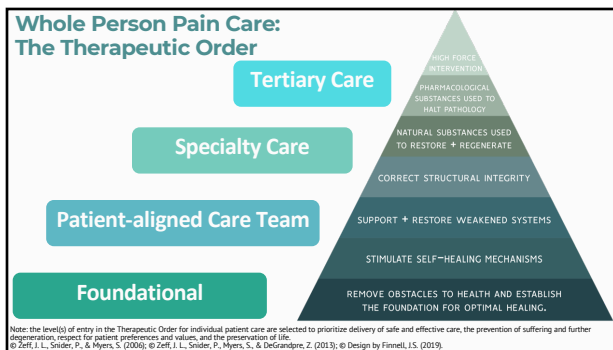 Whole Person Pain Care:
The Therapeutic Order
HIGH FORCE
INTERVENTION
Tertiary Care
PHARMACOLOGICAL
SUBSTANCES USED TO
HALT PATHOLOGY
Specialty Care
NATURAL SUBSTANCES USED
TO RESTORE + REGENERATE
CORRECT STRUCTURAL INTEGRITY
Patient-aligned Care Team
SUPPORT + RESTORE WEAKENED SYSTEMS
STIMULATE SELF-HEALING MECHANISMS
Foundational
REMOVE OBSTACLES TO HEALTH AND ESTABLISH
THE FOUNDATION FOR OPTIMAL HEALING.
Note: the level(s) of entry in the Therapeutic Order for individual patient care are selected to prioritize delivery of safe and effective care, the prevention of suffering and further
degeneration, respect for patient preferences and values, and the preservation of life.
© Zeff, J. L., Snider, P., & Myers, S. (2006); © Zeff, J. L., Snider, P., Myers, S., & DeGrandpre, Z. (2013); © Design by Finnell, J.S. (2019).